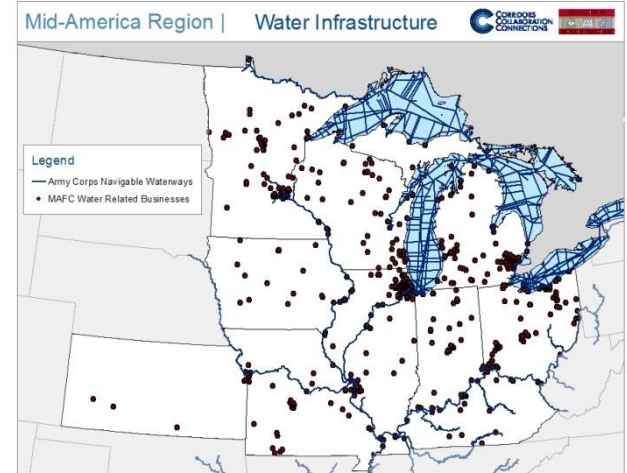 Mid-America Region | Water Infrastructure
CORRIDORS
COLLABORATION
CONNECTIONS
Legend
Army Corps Navigable Waterways
MAFC Water Related Businesses